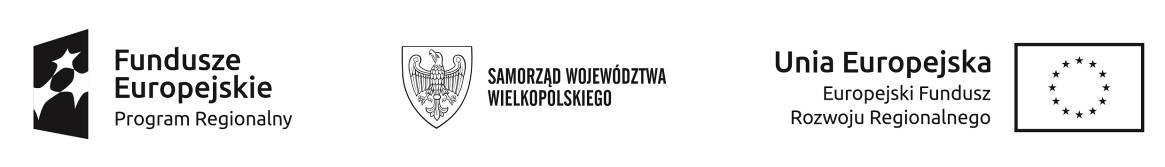 Fundusze
Europejskie
Program Regionalny
SAMORZĄD WOJEWÓDZTWA
WIELKOPOLSKIEGO
Unia Europejska
Europejski Fundusz
Rozwoju Regionalnego